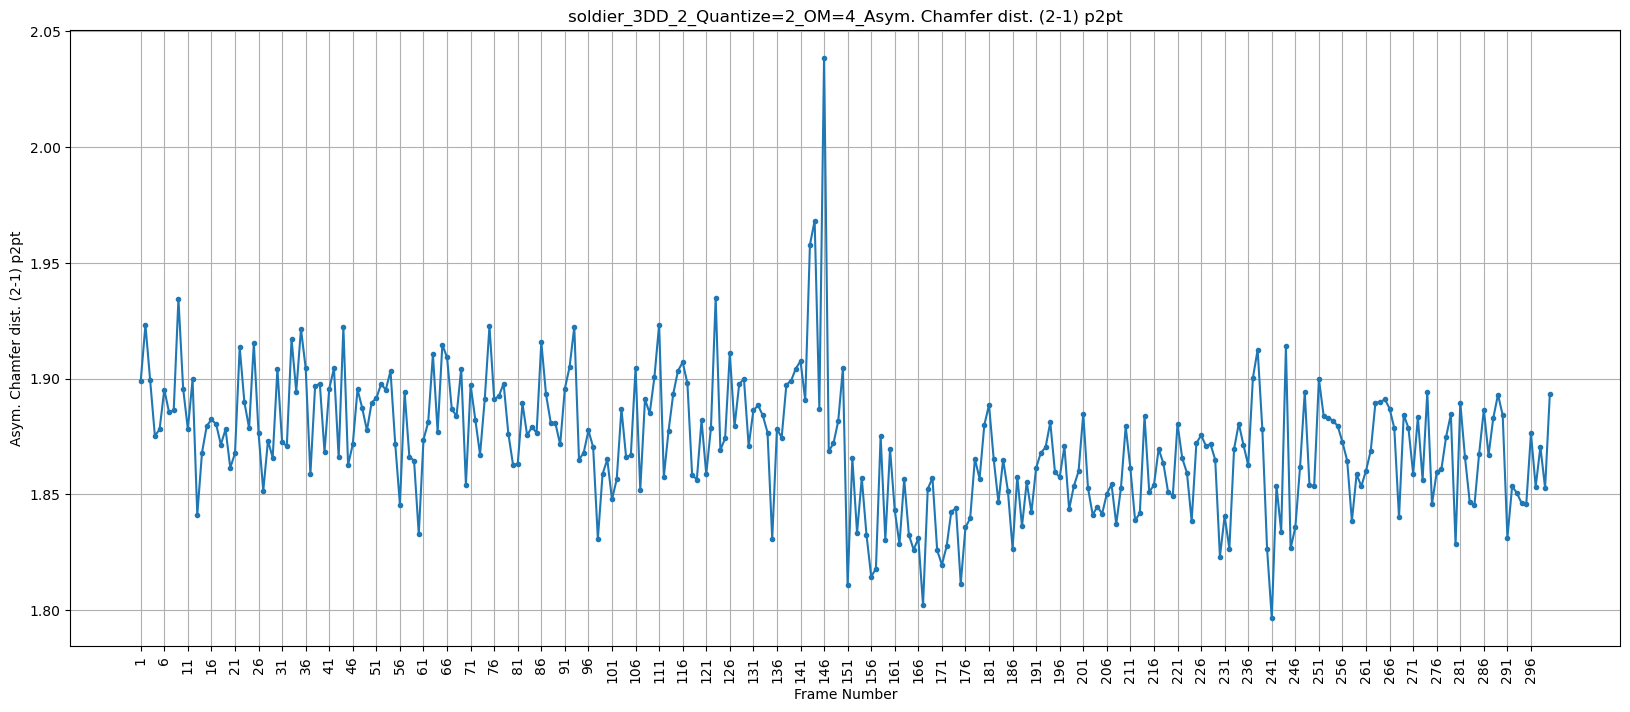 soldier_3DD_2_Quantize=2_OM=4_Asym. Chamfer dist. (2-1) p2pt
Asym. Chamfer dist. (2-1) p2pt
2.05
2.00
1.95
1.90
1.85
1.80
1 6 11 16 21 26 31 36 41 46 51 56 61 66 71 76 81 86 91 96 101 106 111 116 121 126 131 136 141 146 151 156 161 166 171 176 181 186 191 196 201 206 211 216 221 226 231 236 241 246 251 256 261 266 271 276 281 286 291 296
Frame Number